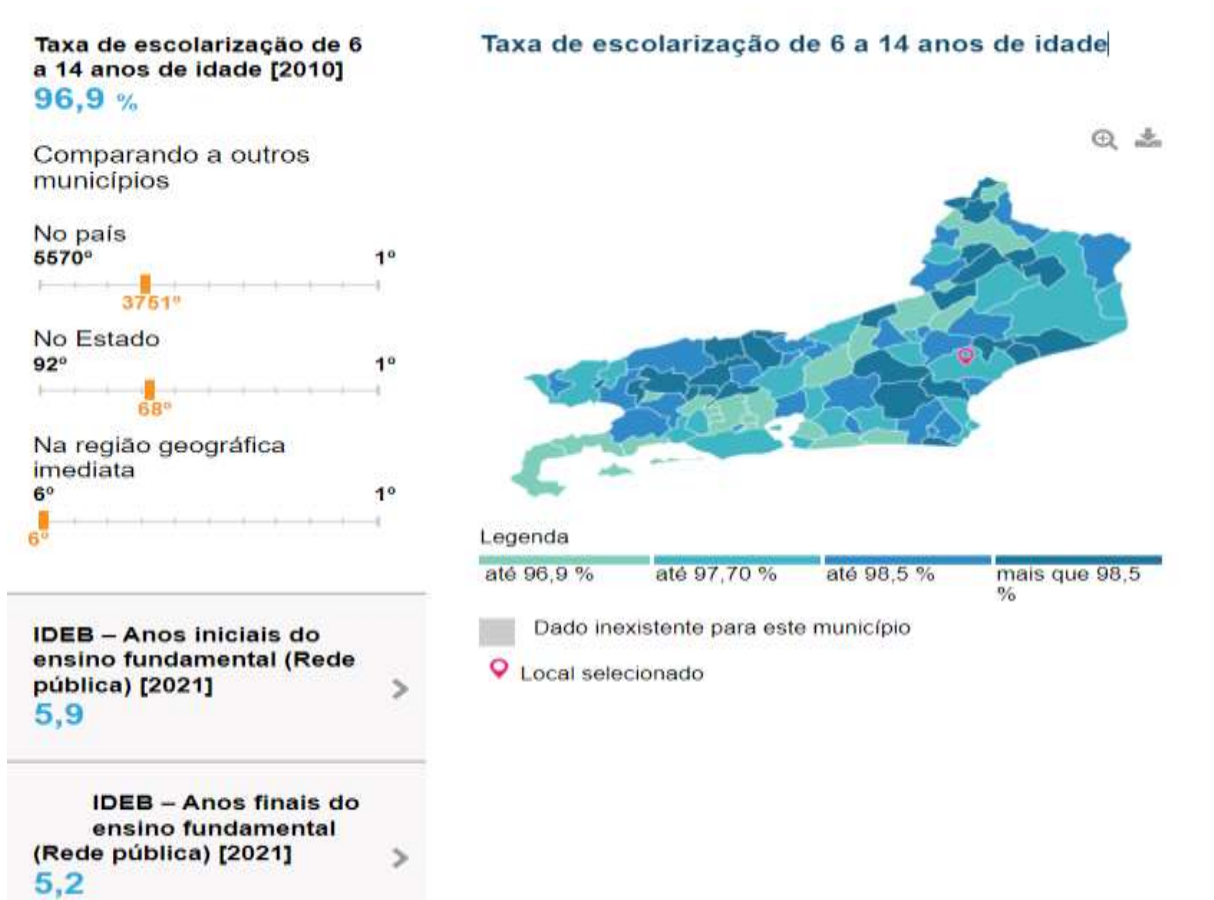 Taxa de escolarização de 6
a 14 anos de idade [2010]
96,9 %
Comparando a outros
municípios
No país
5570º
1º
3751º
No Estado
92º
1º
68º
Na região geográfica
imediata
6º
1º
6º
IDEB – Anos iniciais do
ensino fundamental (Rede
pública) [2021]
5,9
IDEB – Anos finais do
ensino fundamental
(Rede pública) [2021]
5,2
Taxa de escolarização de 6 a 14 anos de idade
Legenda
até 96,9 %
até 97,70 %
até 98,5 %
mais que 98,5
%
Dado inexistente para este município
Local selecionado